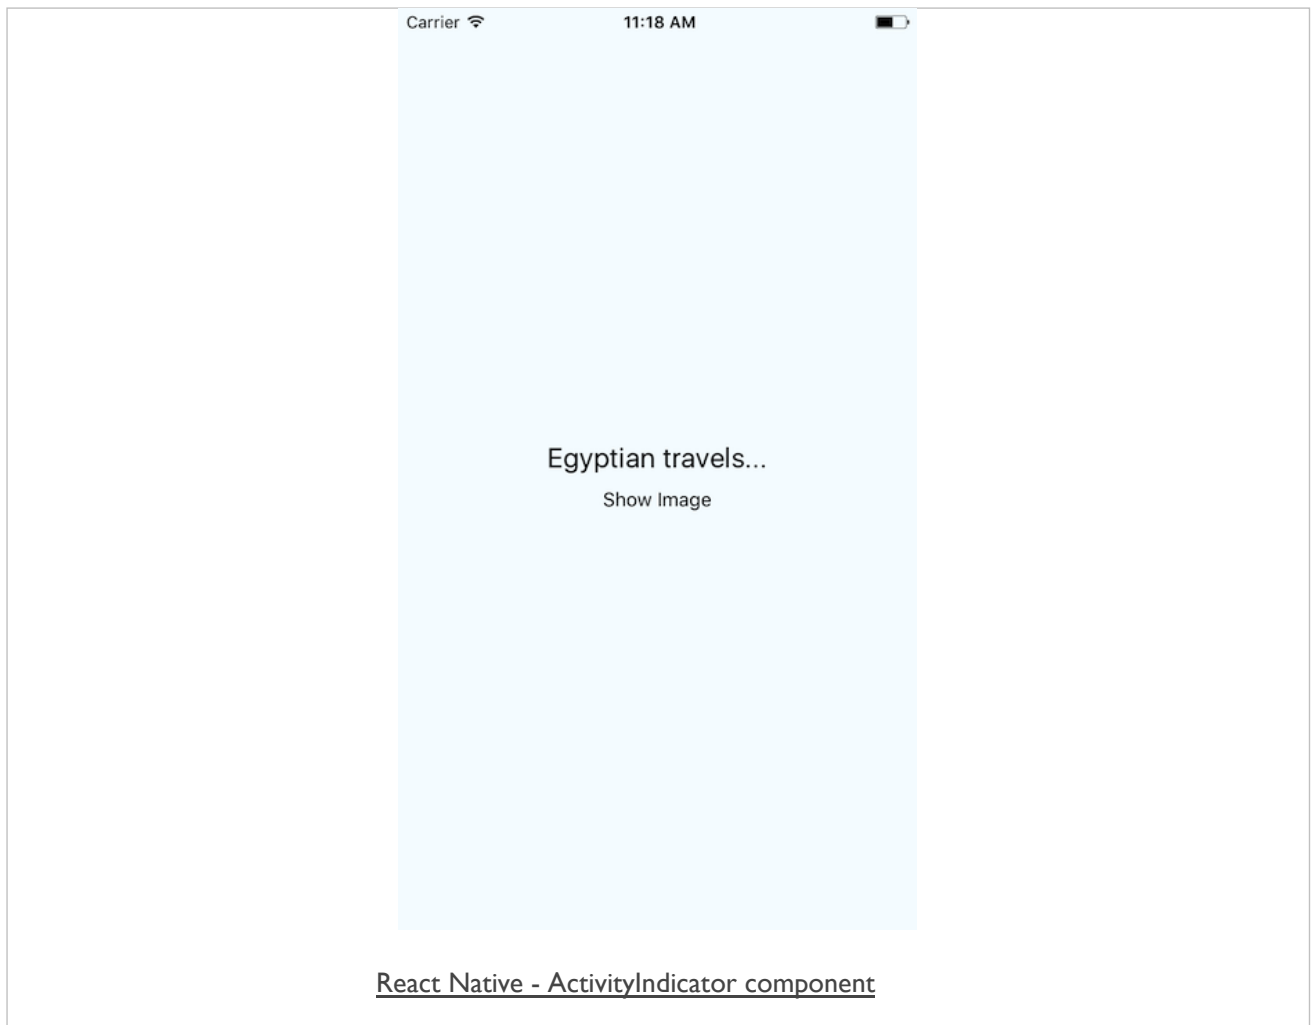 Carrier 11:18 AM
Egyptian travels...
Show Image
React Native - ActivityIndicator component